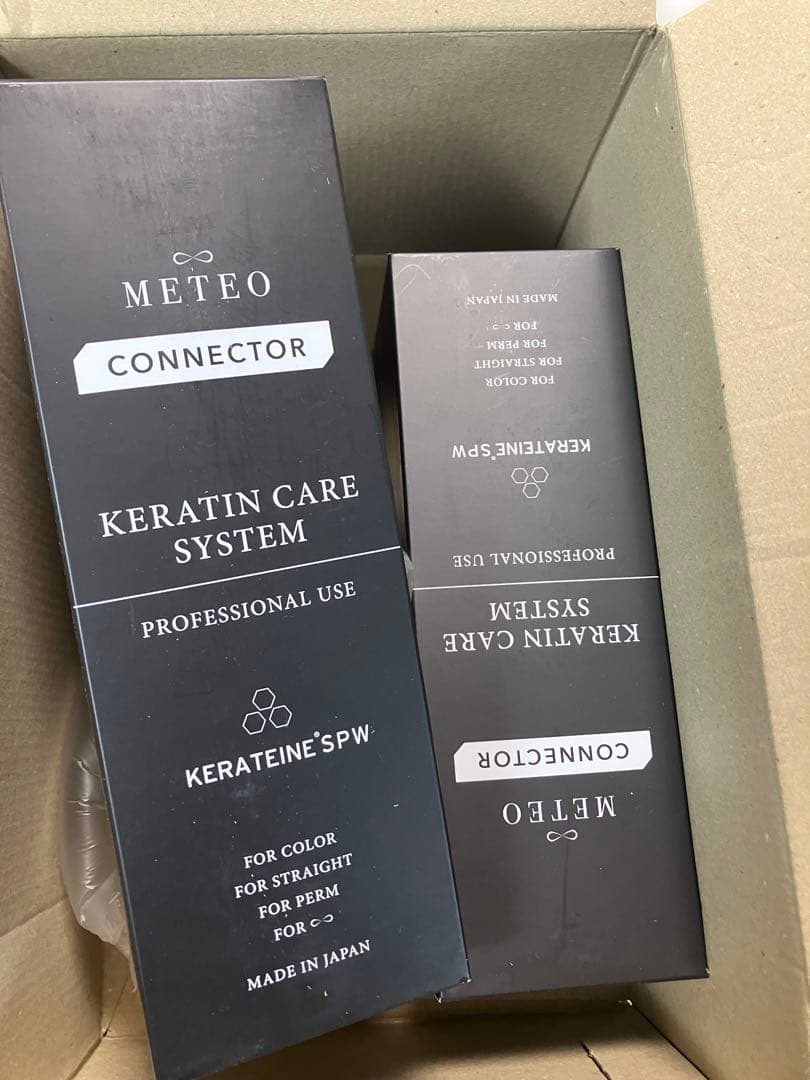 METEO
CONNECTOR
KERATIN CARE
SYSTEM
PROFESSIONAL USE
KERATEINE®SPW
FOR COLOR
FOR STRAIGHT
FOR PERM
FOR ∞
MADE IN JAPAN
METEO
CONNECTOR
KERATIN CARE
SYSTEM
PROFESSIONAL USE
KERATEINE®SPW
FOR COLOR
FOR STRAIGHT
FOR PERM
FOR ∞
MADE IN JAPAN